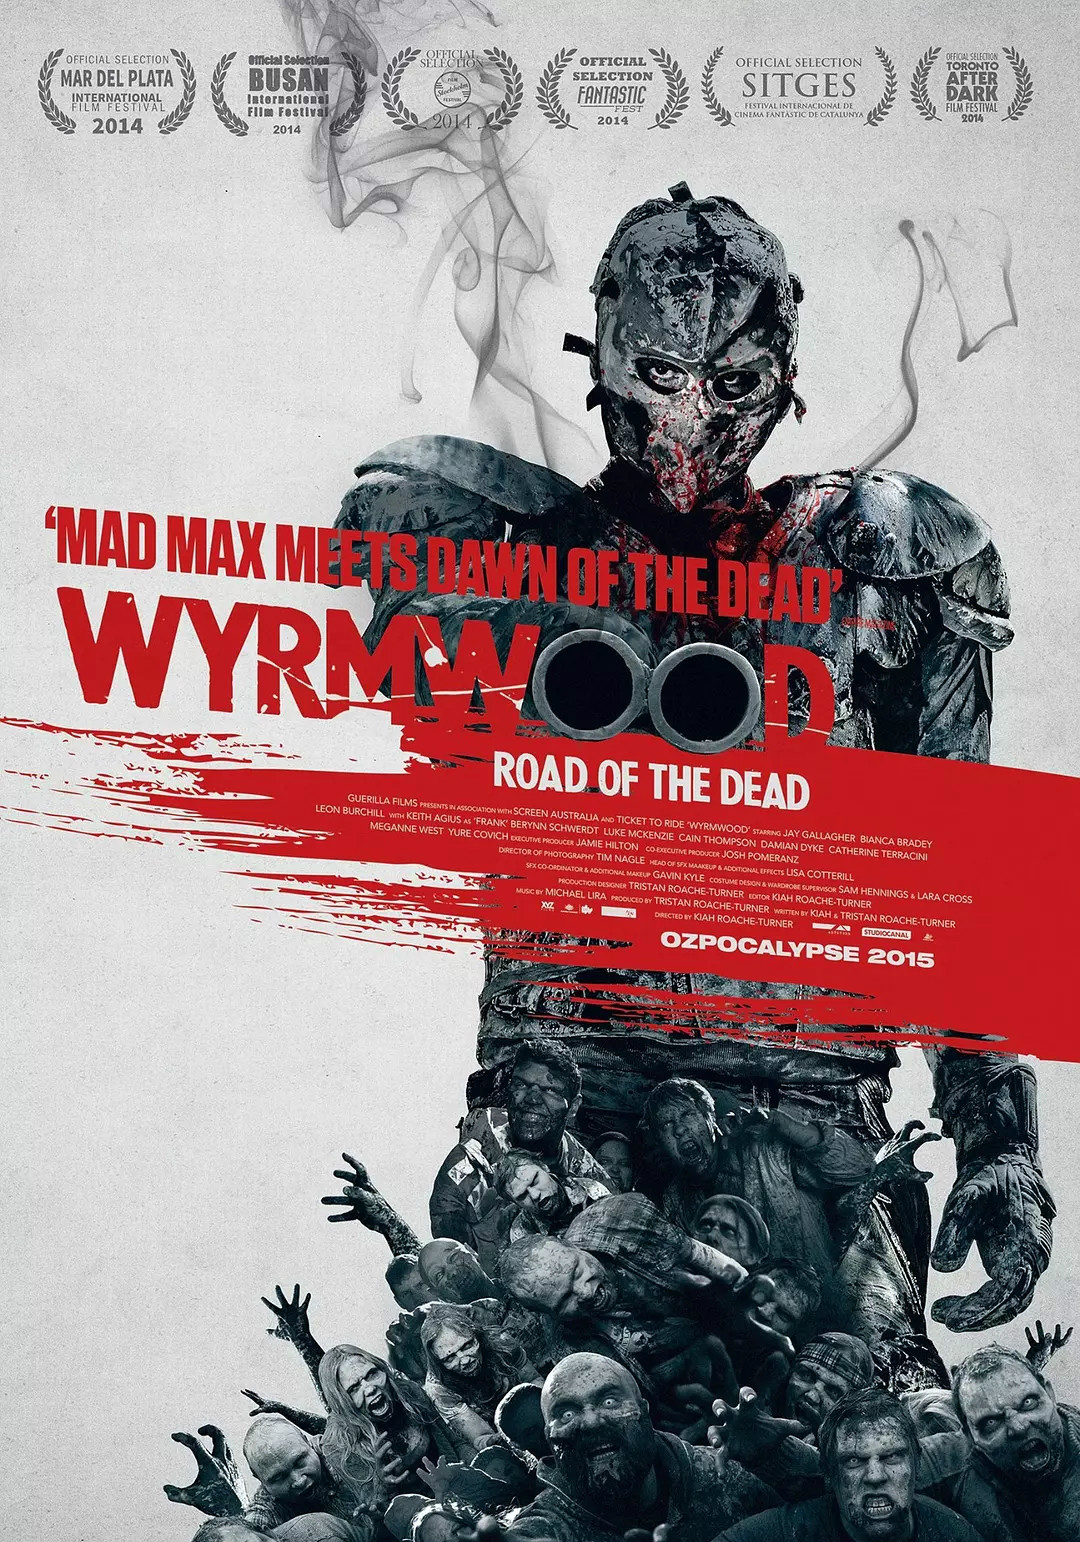 OFFICIAL SELECTION
MAR DEL PLATA
INTERNATIONAL
FILM FESTIVAL
2014
Official Selection
BUSAN
International
Film Festival
2014
OFFICIAL
SELECTION
FILM
Stockholm
FESTIVAL
2014
OFFICIAL
SELECTION
FANTASTIC
FEST
2014
OFFICIAL SELECTION
SITGES
FESTIVAL INTERNACIONAL DE
CINEMA FANTÀSTIC DE CATALUNYA
OFFICIAL SELECTION
TORONTO
AFTER
DARK
FILM FESTIVAL
2014
‘MAD MAX MEETS DAWN OF THE DEAD’
WYRMWOOD
ROAD OF THE DEAD
GUERILLA FILMS PRESENTS IN ASSOCIATION WITH SCREEN AUSTRALIA AND TICKET TO RIDE ‘WYRMWOOD’ STARRING JAY GALLAGHER BIANCA BRADEY
LEON BURCHILL WITH KEITH AGIUS AS ‘FRANK’ BERYNN SCHWERDT LUKE MCKENZIE CAIN THOMPSON DAMIAN DYKE CATHERINE TERRACINI
MEGANNE WEST YURE COVICH EXECUTIVE PRODUCER JAMIE HILTON CO-EXECUTIVE PRODUCER JOSH POMERANZ
DIRECTOR OF PHOTOGRAPHY TIM NAGLE HEAD OF SFX MAAKEUP & ADDITIONAL EFFECTS LISA COTTERILL
SFX CO-ORDINATOR & ADDITIONAL MAKEUP GAVIN KYLE COSTUME DESIGN & WARDROBE SUPERVISOR SAM HENNINGS & LARA CROSS
PRODUCTION DESIGNER TRISTAN ROACHE-TURNER EDITOR KIAH ROACHE-TURNER
MUSIC BY MICHAEL LIRA PRODUCED BY TRISTAN ROACHE-TURNER WRITTEN BY KIAH & TRISTAN ROACHE-TURNER
DIRECTED BY KIAH ROACHE-TURNER
XYZ
STUDIOCANAL
OZPOCALYPSE 2015